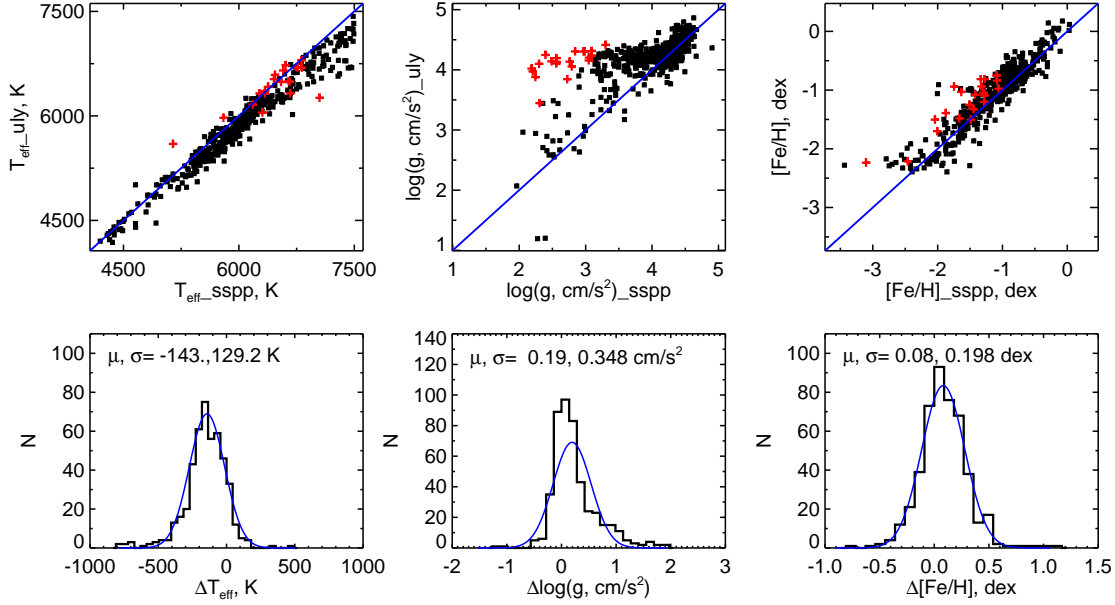 7500
6000
4500
T_eff_uly, K
4500 6000 7500
T_eff_sspp, K
5
4
3
2
1
log(g, cm/s²)_uly
1 2 3 4 5
log(g, cm/s²)_sspp
0
-1
-2
-3
[Fe/H], dex
-3 -2 -1 0
[Fe/H]_sspp, dex
μ, σ= -143.,129.2 K
100
80
60
40
20
0
N
-1000 -500 0 500 1000
ΔT_eff, K
μ, σ= 0.19, 0.348 cm/s²
140
120
100
80
60
40
20
0
N
-2 -1 0 1 2 3
Δlog(g, cm/s²)
μ, σ= 0.08, 0.198 dex
100
80
60
40
20
0
N
-1.0 -0.5 0.0 0.5 1.0 1.5
Δ[Fe/H], dex